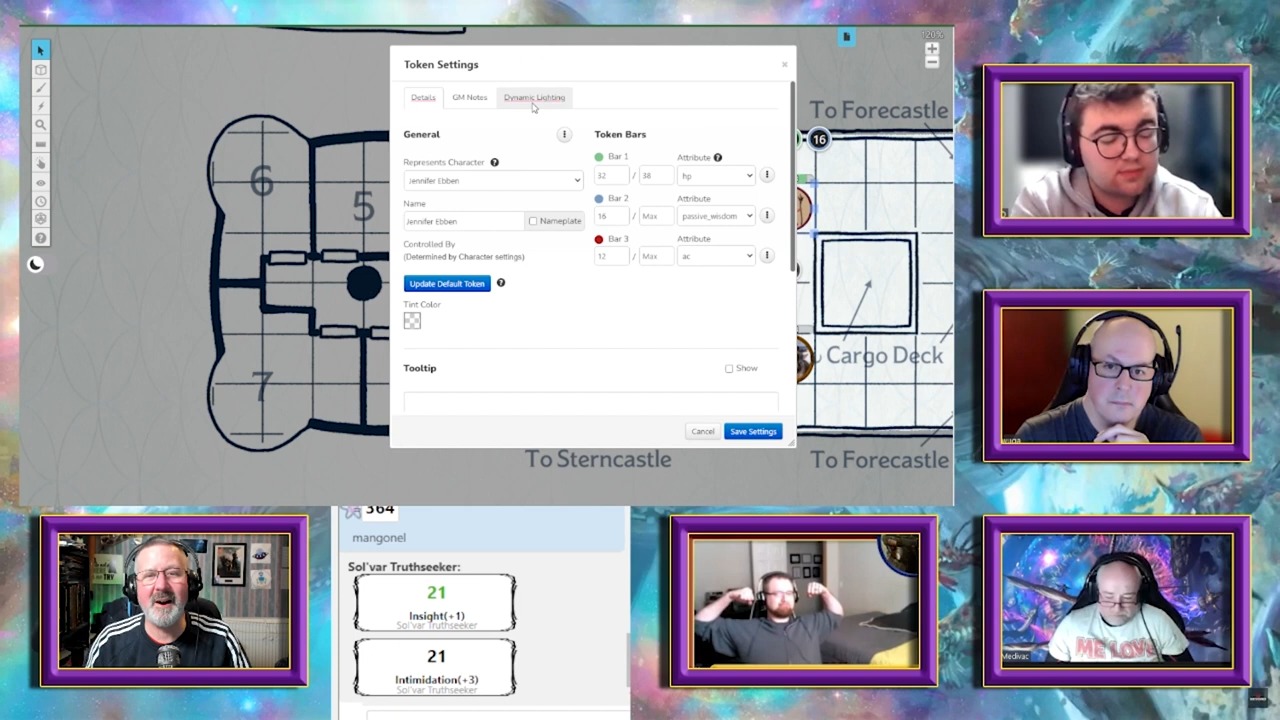 120%
Token Settings
Details
GM Notes
Dynamic Lighting
To Forecastle
General
Token Bars
16
Bar 1
Attribute
Represents Character
32 / 38
hp
Jennifer Ebben
6
5
Bar 2
Attribute
Name
16 / Max
passive_wisdom
Jennifer Ebben
Nameplate
Bar 3
Attribute
Controlled By
12 / Max
ac
(Determined by Character settings)
Update Default Token
Tint Color
Cargo Deck
Tooltip
Show
7
Cancel
Save Settings
To Sterncastle
To Forecastle
364
mangonel
Sol'var Truthseeker:
21
Insight(+1)
Sol'var Truthseeker
21
Intimidation(+3)
Sol'var Truthseeker
ME LOVE
Medivac